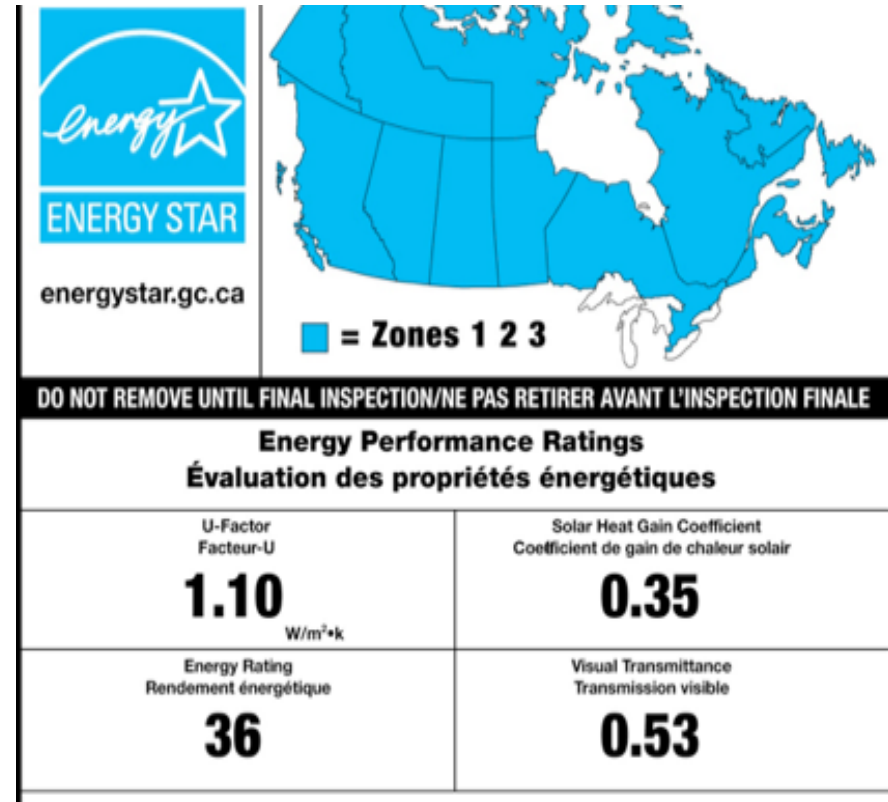 energy
ENERGY STAR
energystar.gc.ca
= Zones 1 2 3
DO NOT REMOVE UNTIL FINAL INSPECTION/NE PAS RETIRER AVANT L'INSPECTION FINALE
Energy Performance Ratings
Évaluation des propriétés énergétiques
U-Factor
Facteur-U
1.10
W/m²•k
Solar Heat Gain Coefficient
Coefficient de gain de chaleur solair
0.35
Energy Rating
Rendement énergétique
36
Visual Transmittance
Transmission visible
0.53